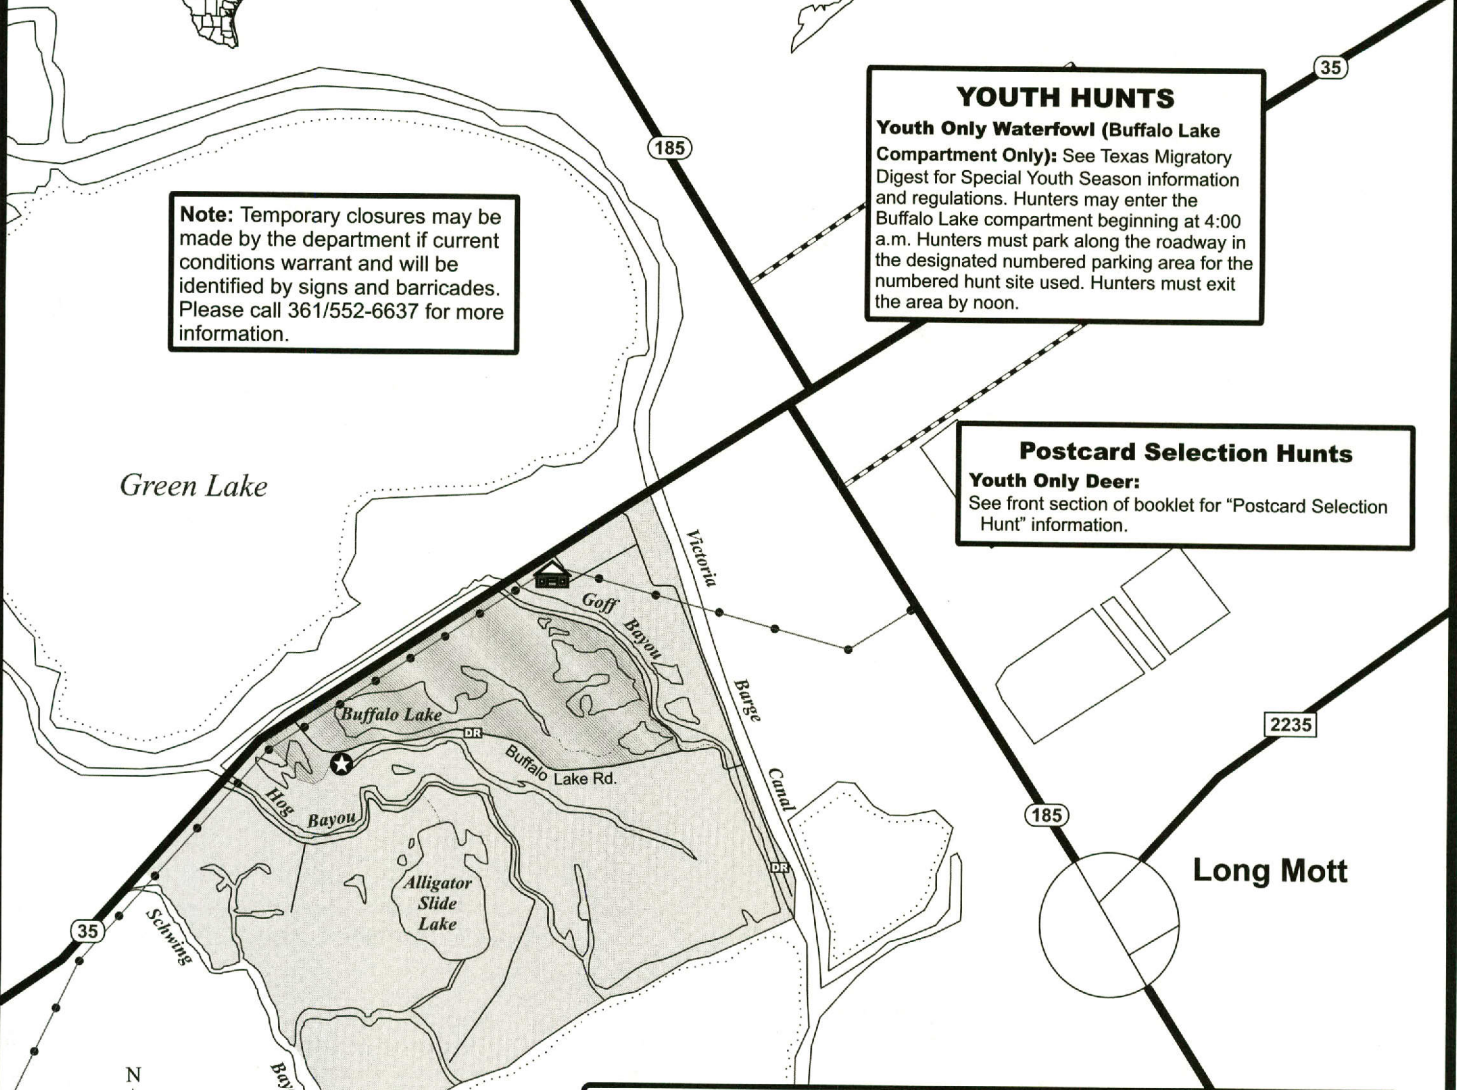 35
185
YOUTH HUNTS
Youth Only Waterfowl (Buffalo Lake
Compartment Only): See Texas Migratory
Digest for Special Youth Season information
and regulations. Hunters may enter the
Buffalo Lake compartment beginning at 4:00
a.m. Hunters must park along the roadway in
the designated numbered parking area for the
numbered hunt site used. Hunters must exit
the area by noon.
Note: Temporary closures may be
made by the department if current
conditions warrant and will be
identified by signs and barricades.
Please call 361/552-6637 for more
information.
Postcard Selection Hunts
Youth Only Deer:
See front section of booklet for “Postcard Selection
Hunt” information.
Green Lake
Victoria
Barge
Canal
Goff
Bayou
Buffalo Lake
DR
Buffalo Lake Rd.
Hog
Bayou
2235
185
DR
Long Mott
Alligator
Slide
Lake
35
Schwing
Bay
N